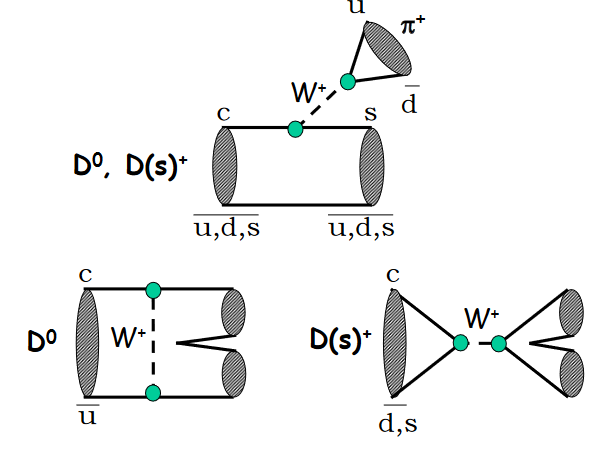 u
π⁺
W⁺
d̅
c s
D⁰, D(s)⁺
u,d,s u,d,s
c
D⁰ W⁺
u̅
c
D(s)⁺ W⁺
d,s